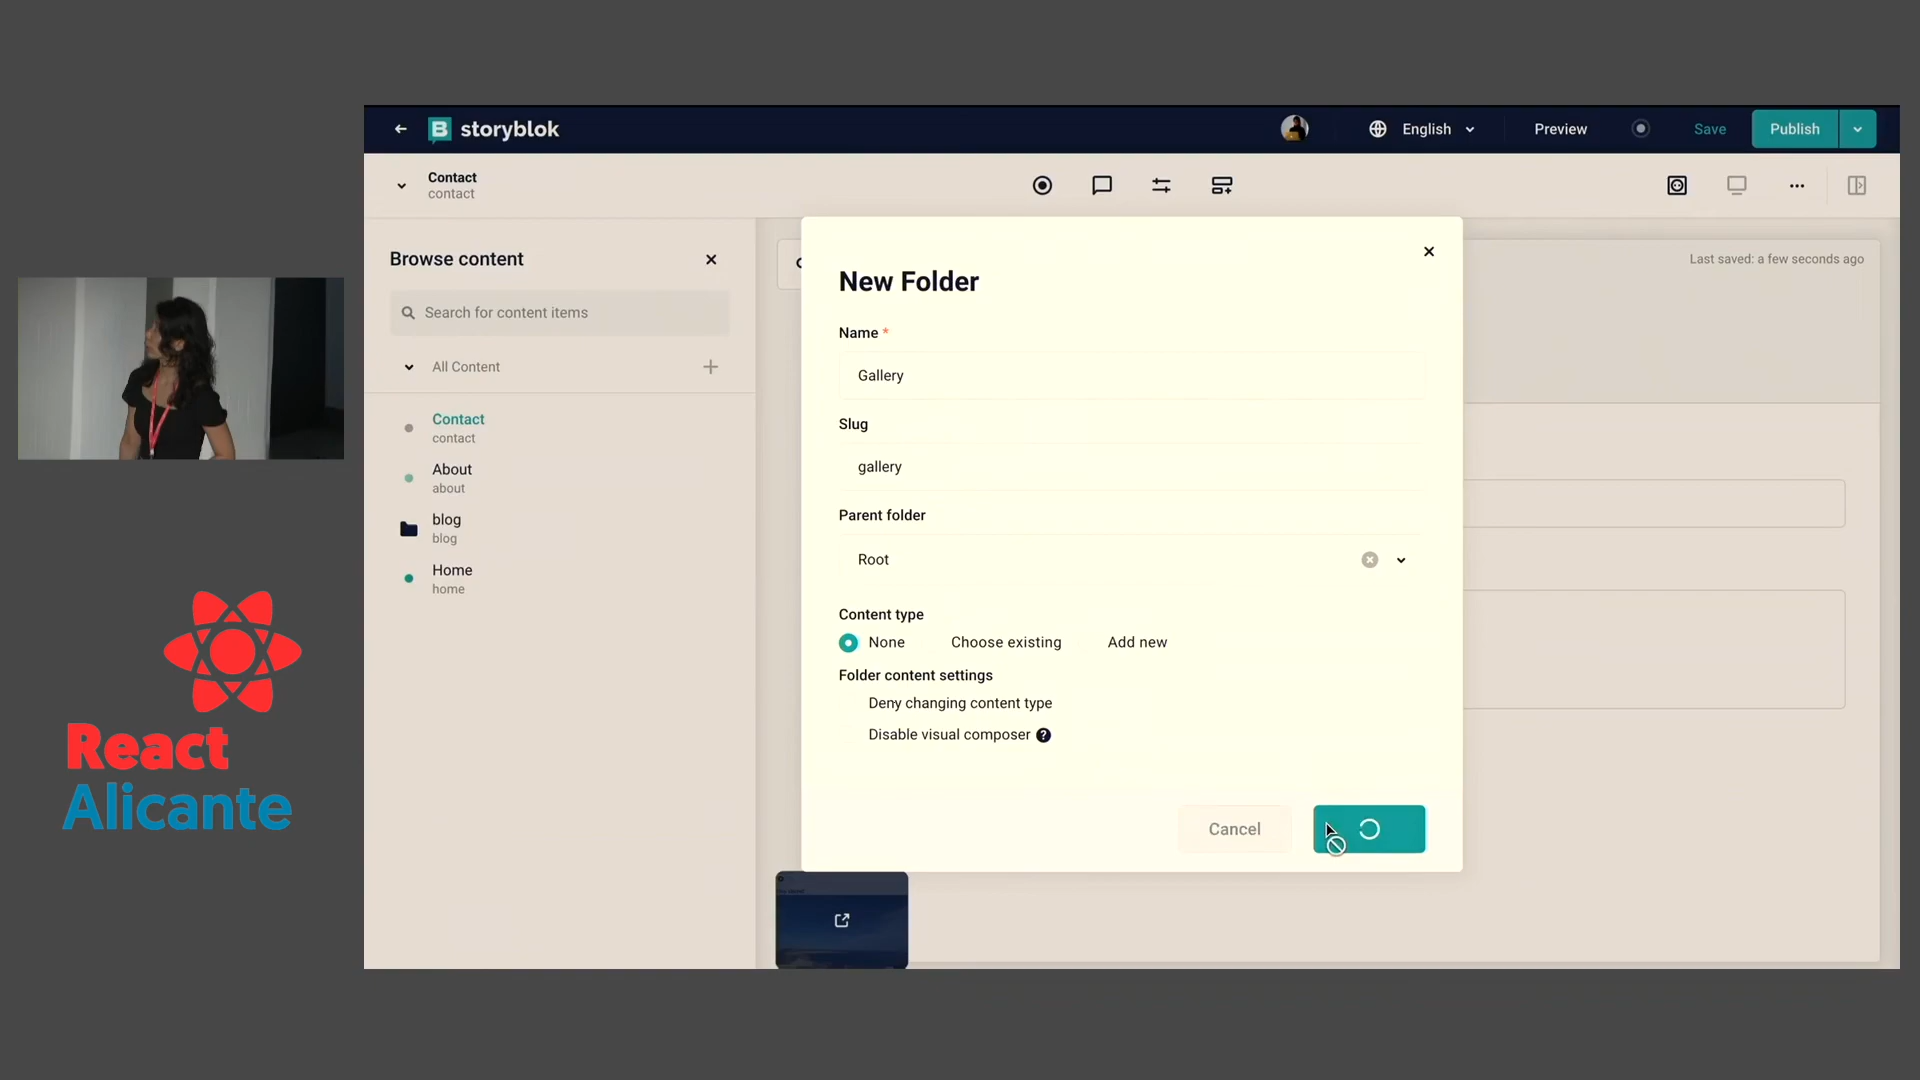 storyblok
English
Preview
Save
Publish
Contact
contact
Browse content
Search for content items
All Content
Contact
contact
About
about
blog
blog
Home
home
Last saved: a few seconds ago
New Folder
Name *
Gallery
Slug
gallery
Parent folder
Root
Content type
None
Choose existing
Add new
Folder content settings
Deny changing content type
Disable visual composer ?
Cancel
React
Alicante